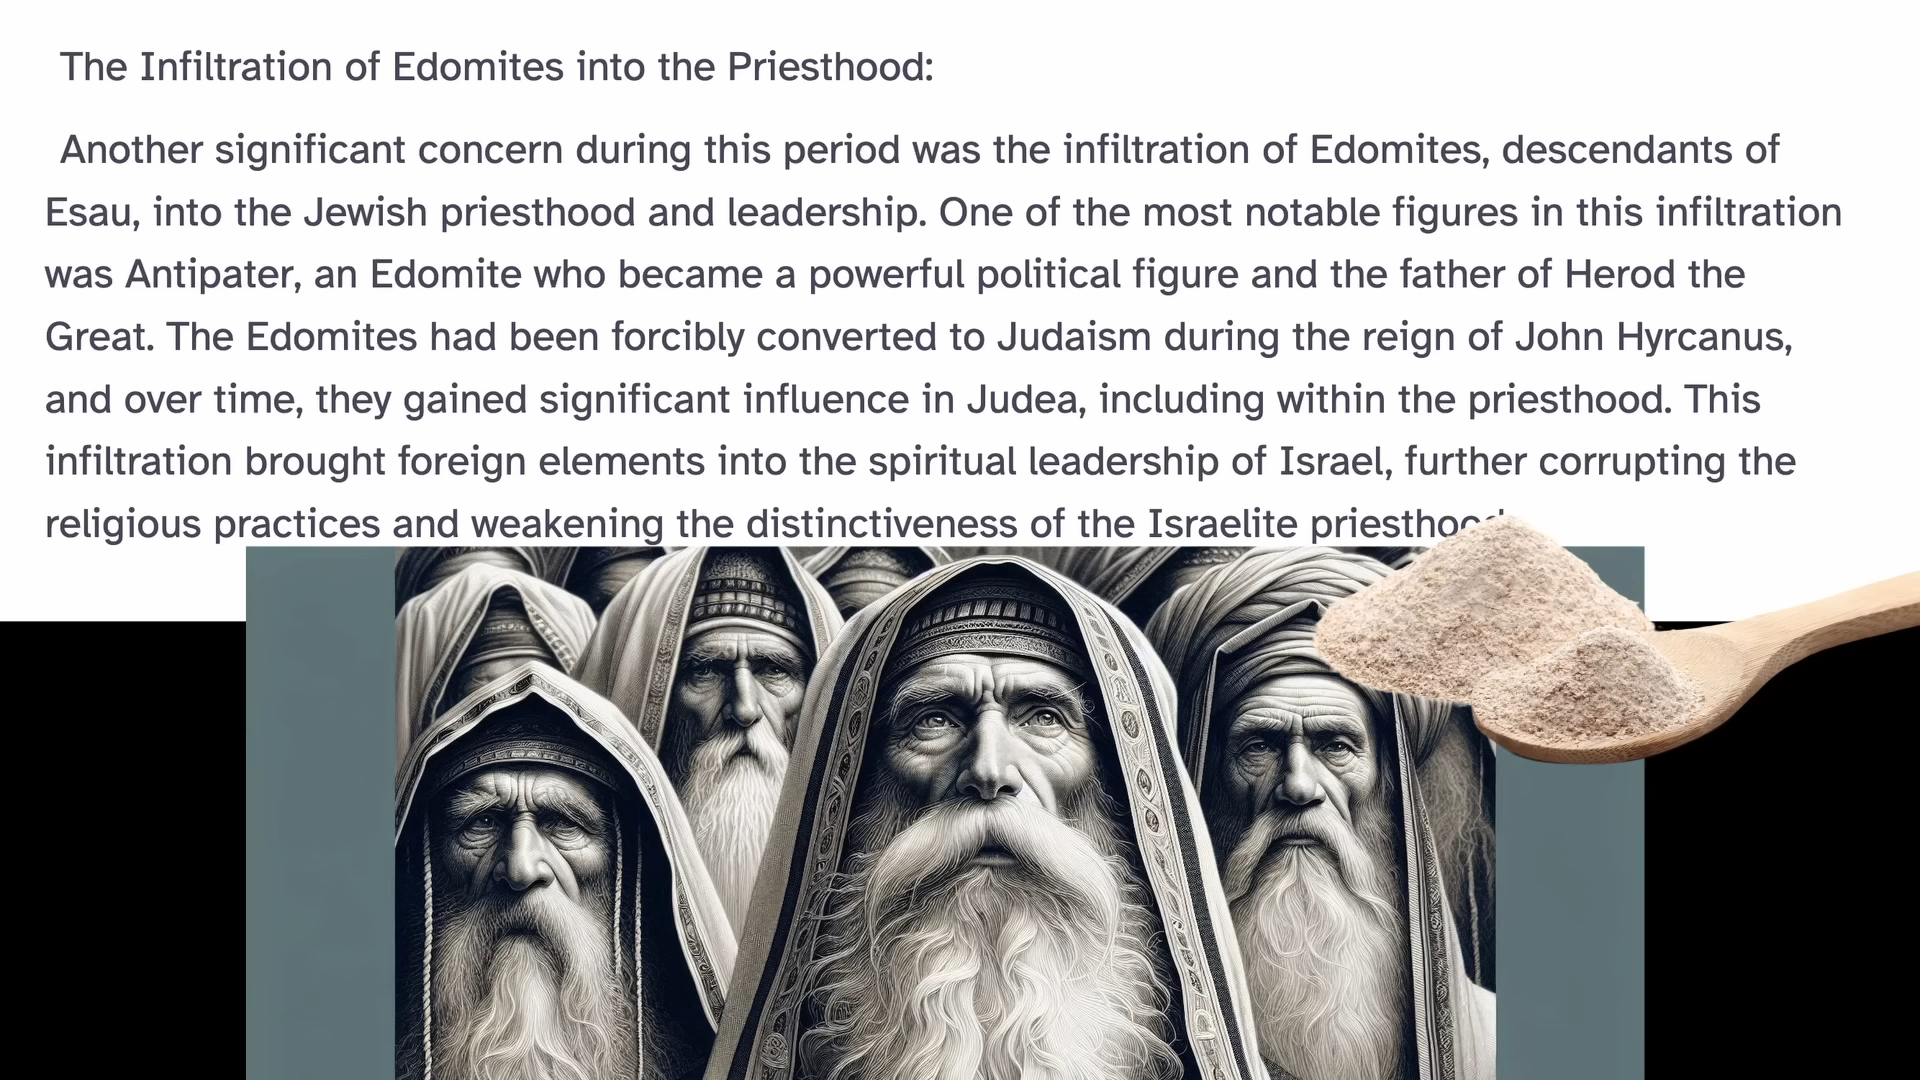 The Infiltration of Edomites into the Priesthood:
Another significant concern during this period was the infiltration of Edomites, descendants of
Esau, into the Jewish priesthood and leadership. One of the most notable figures in this infiltration
was Antipater, an Edomite who became a powerful political figure and the father of Herod the
Great. The Edomites had been forcibly converted to Judaism during the reign of John Hyrcanus,
and over time, they gained significant influence in Judea, including within the priesthood. This
infiltration brought foreign elements into the spiritual leadership of Israel, further corrupting the
religious practices and weakening the distinctiveness of the Israelite priesthood